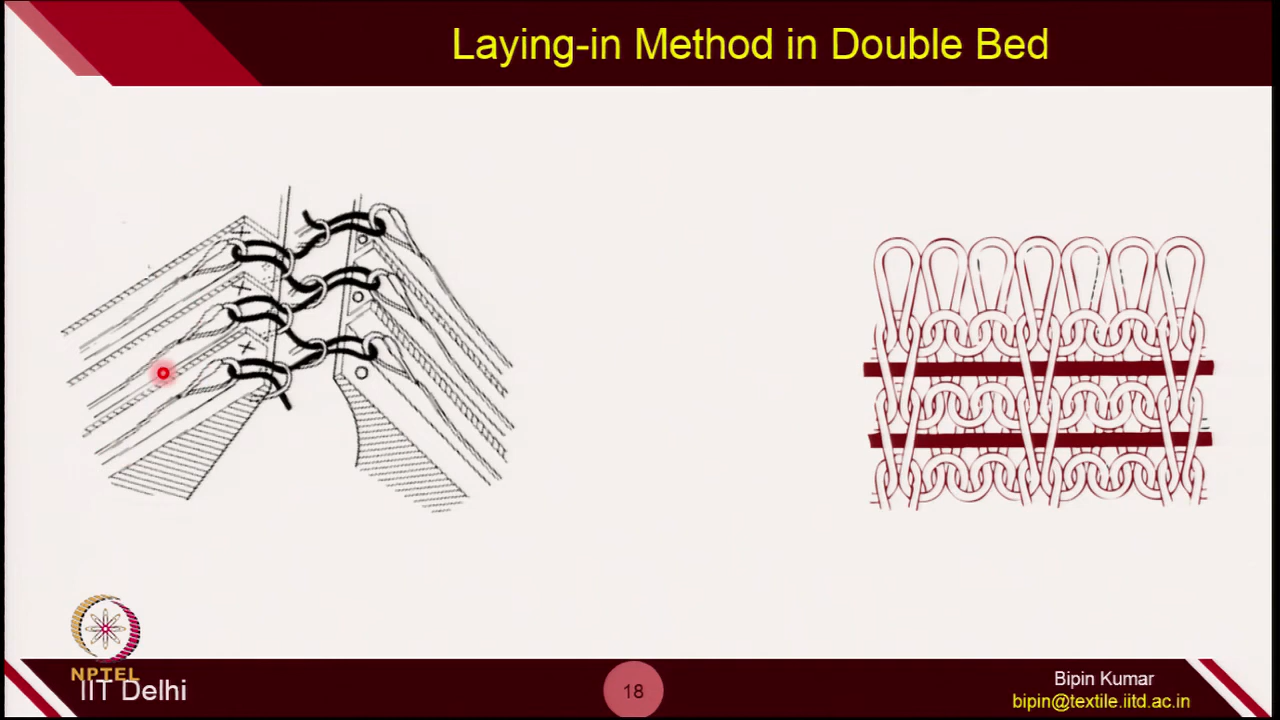 Laying-in Method in Double Bed
NPTEL
IIT Delhi
18
Bipin Kumar
bipin@textile.iitd.ac.in